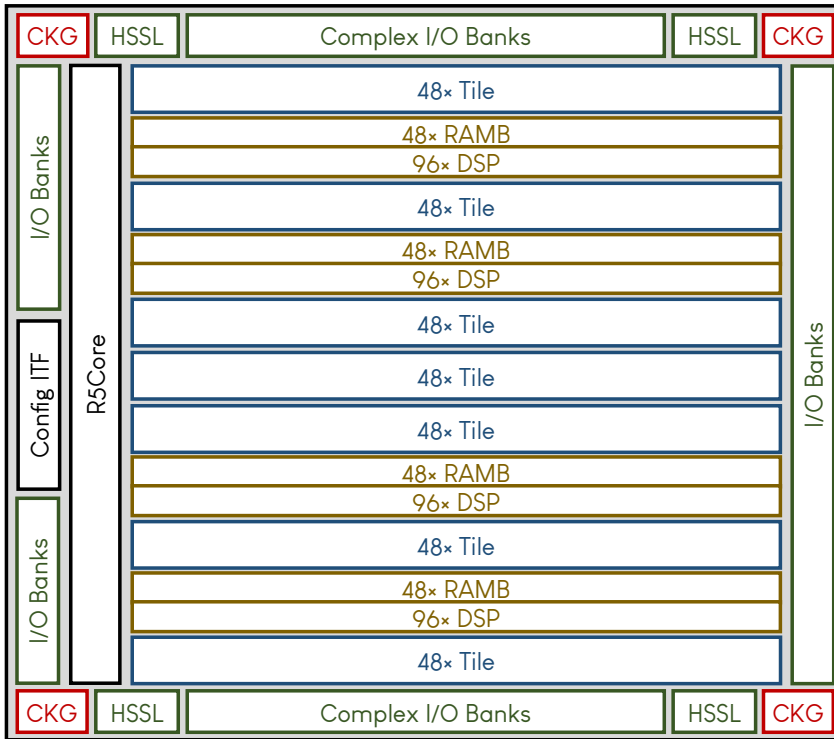 CKG
HSSL
Complex I/O Banks
HSSL
CKG
I/O Banks
Config ITF
I/O Banks
R5Core
48× Tile
48× RAMB
96× DSP
48× Tile
48× RAMB
96× DSP
48× Tile
48× Tile
48× Tile
48× RAMB
96× DSP
48× Tile
48× RAMB
96× DSP
48× Tile
I/O Banks
CKG
HSSL
Complex I/O Banks
HSSL
CKG